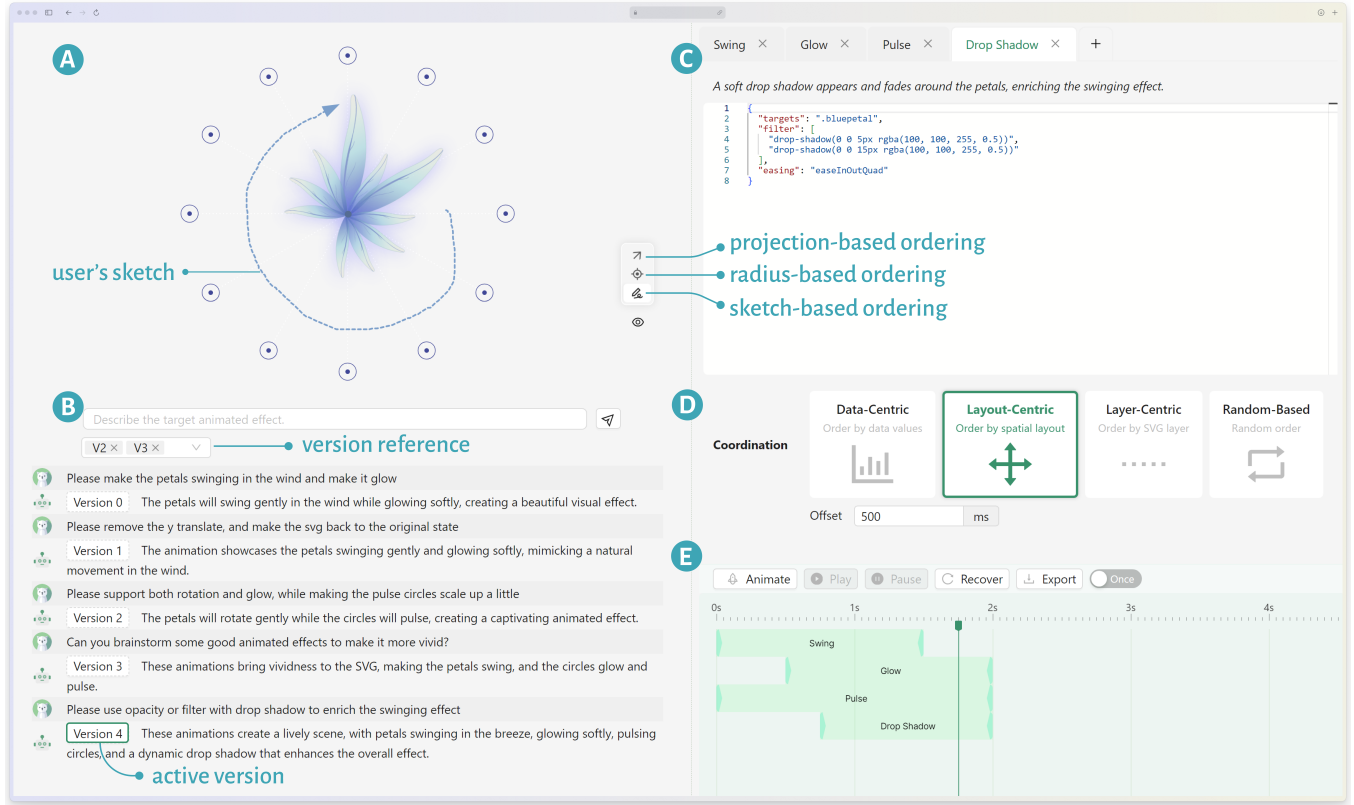 A
user's sketch
B
Describe the target animated effect.
V2 × V3 ×
version reference
Please make the petals swinging in the wind and make it glow
Version 0 The petals will swing gently in the wind while glowing softly, creating a beautiful visual effect.
Please remove the y translate, and make the svg back to the original state
Version 1 The animation showcases the petals swinging gently and glowing softly, mimicking a natural
movement in the wind.
Please support both rotation and glow, while making the pulse circles scale up a little
Version 2 The petals will rotate gently while the circles will pulse, creating a captivating animated effect.
Can you brainstorm some good animated effects to make it more vivid?
Version 3 These animations bring vividness to the SVG, making the petals swing, and the circles glow and
pulse.
Please use opacity or filter with drop shadow to enrich the swinging effect
Version 4 These animations create a lively scene, with petals swinging in the breeze, glowing softly, pulsing
circles, and a dynamic drop shadow that enhances the overall effect.
active version
C
Swing × Glow × Pulse × Drop Shadow × +
A soft drop shadow appears and fades around the petals, enriching the swinging effect.
1 {
2 "targets": ".bluepetal",
3 "filter": [
4 "drop-shadow(0 0 5px rgba(100, 100, 255, 0.5))",
5 "drop-shadow(0 0 15px rgba(100, 100, 255, 0.5))"
6 ],
7 "easing": "easeInOutQuad"
8 }
projection-based ordering
radius-based ordering
sketch-based ordering
D
Coordination
Data-Centric
Order by data values
Layout-Centric
Order by spatial layout
Layer-Centric
Order by SVG layer
Random-Based
Random order
Offset 500 ms
E
Animate Play Pause Recover Export Once
0s 1s 2s 3s 4s
Swing
Glow
Pulse
Drop Shadow